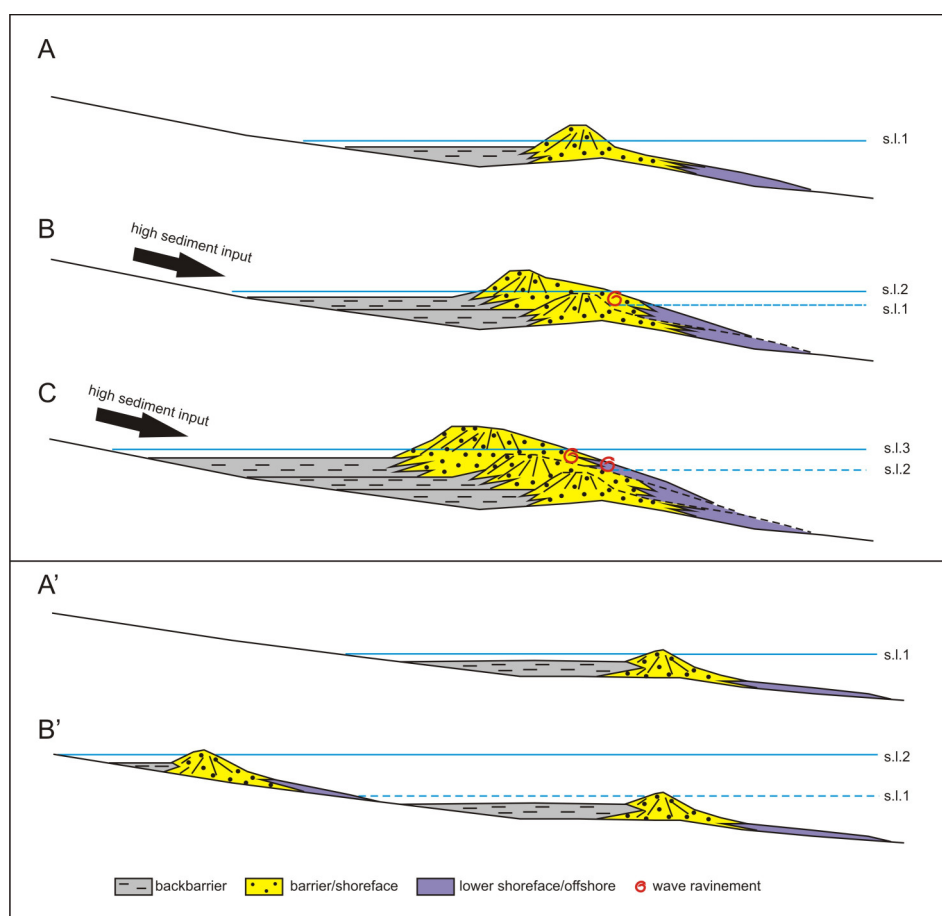 A
s.l.1
B
high sediment input
s.l.2
s.l.1
C
high sediment input
s.l.3
s.l.2
A'
s.l.1
B'
s.l.2
s.l.1
backbarrier
barrier/shoreface
lower shoreface/offshore
wave ravinement